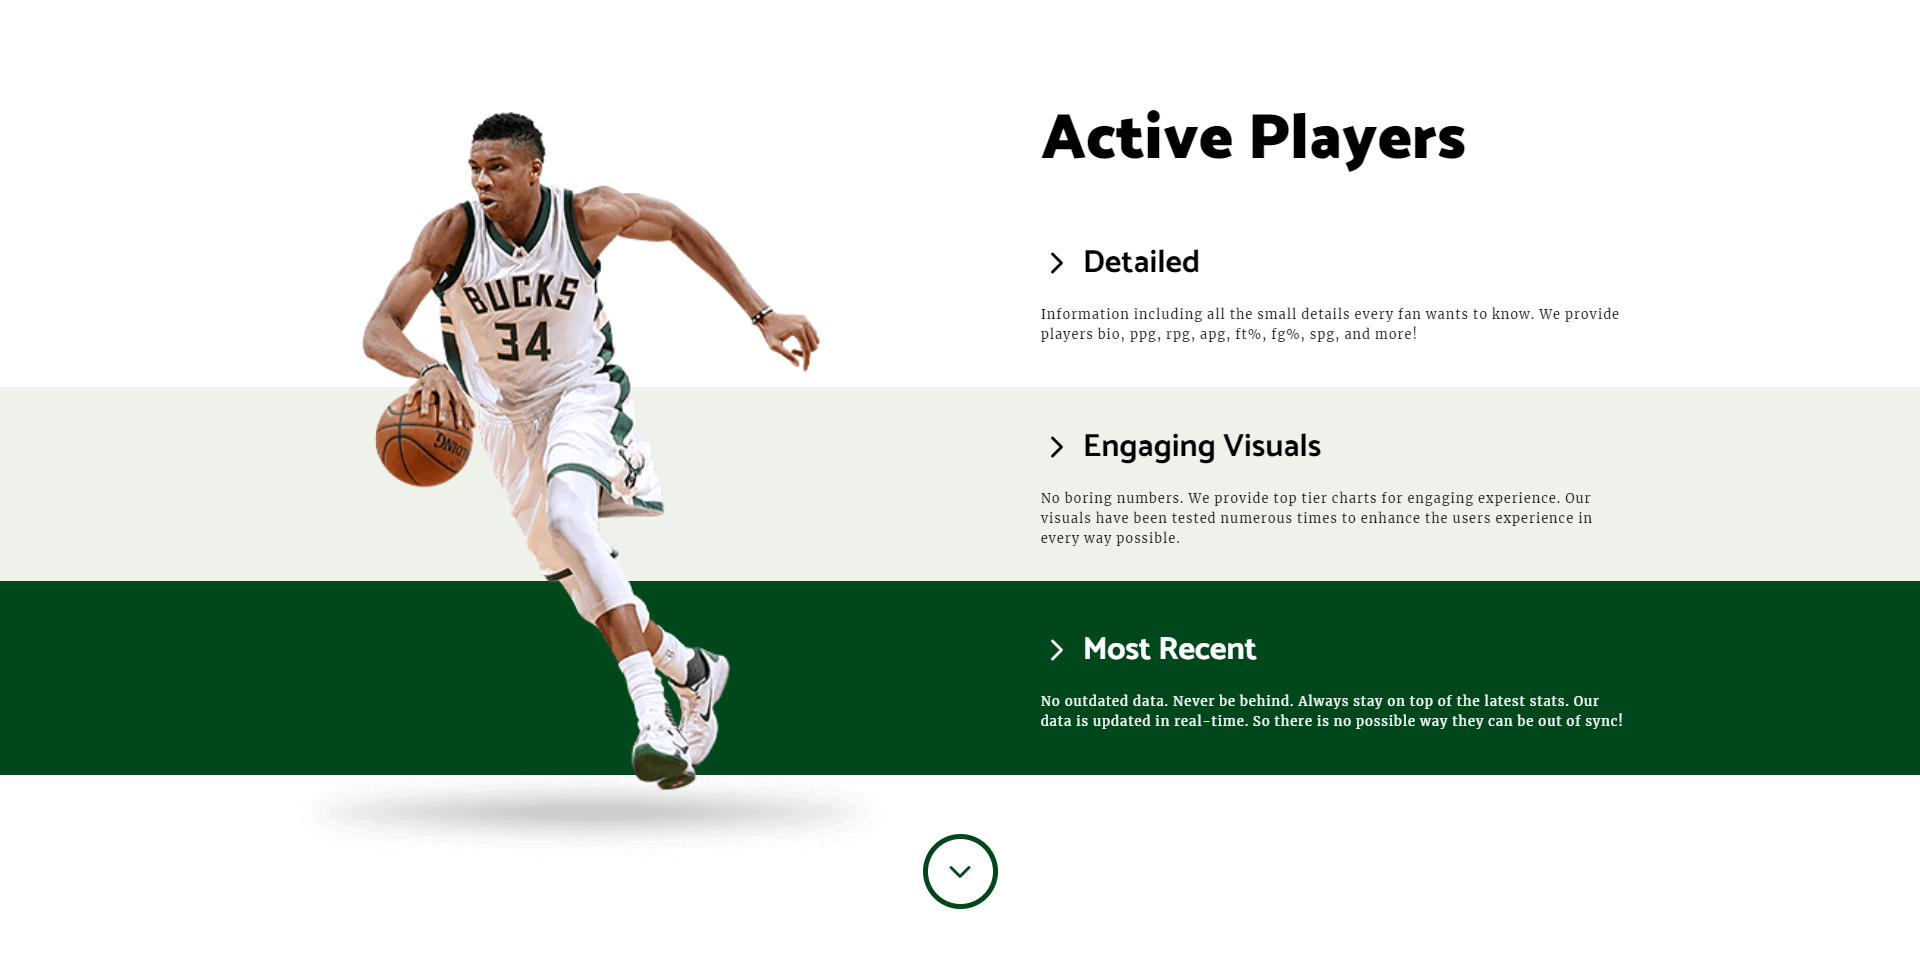 Active Players
Detailed
Information including all the small details every fan wants to know. We provide
players bio, ppg, rpg, apg, ft%, fg%, spg, and more!
BUCKS
34
Engaging Visuals
No boring numbers. We provide top tier charts for engaging experience. Our
visuals have been tested numerous times to enhance the users experience in
every way possible.
Most Recent
No outdated data. Never be behind. Always stay on top of the latest stats. Our
data is updated in real-time. So there is no possible way they can be out of sync!